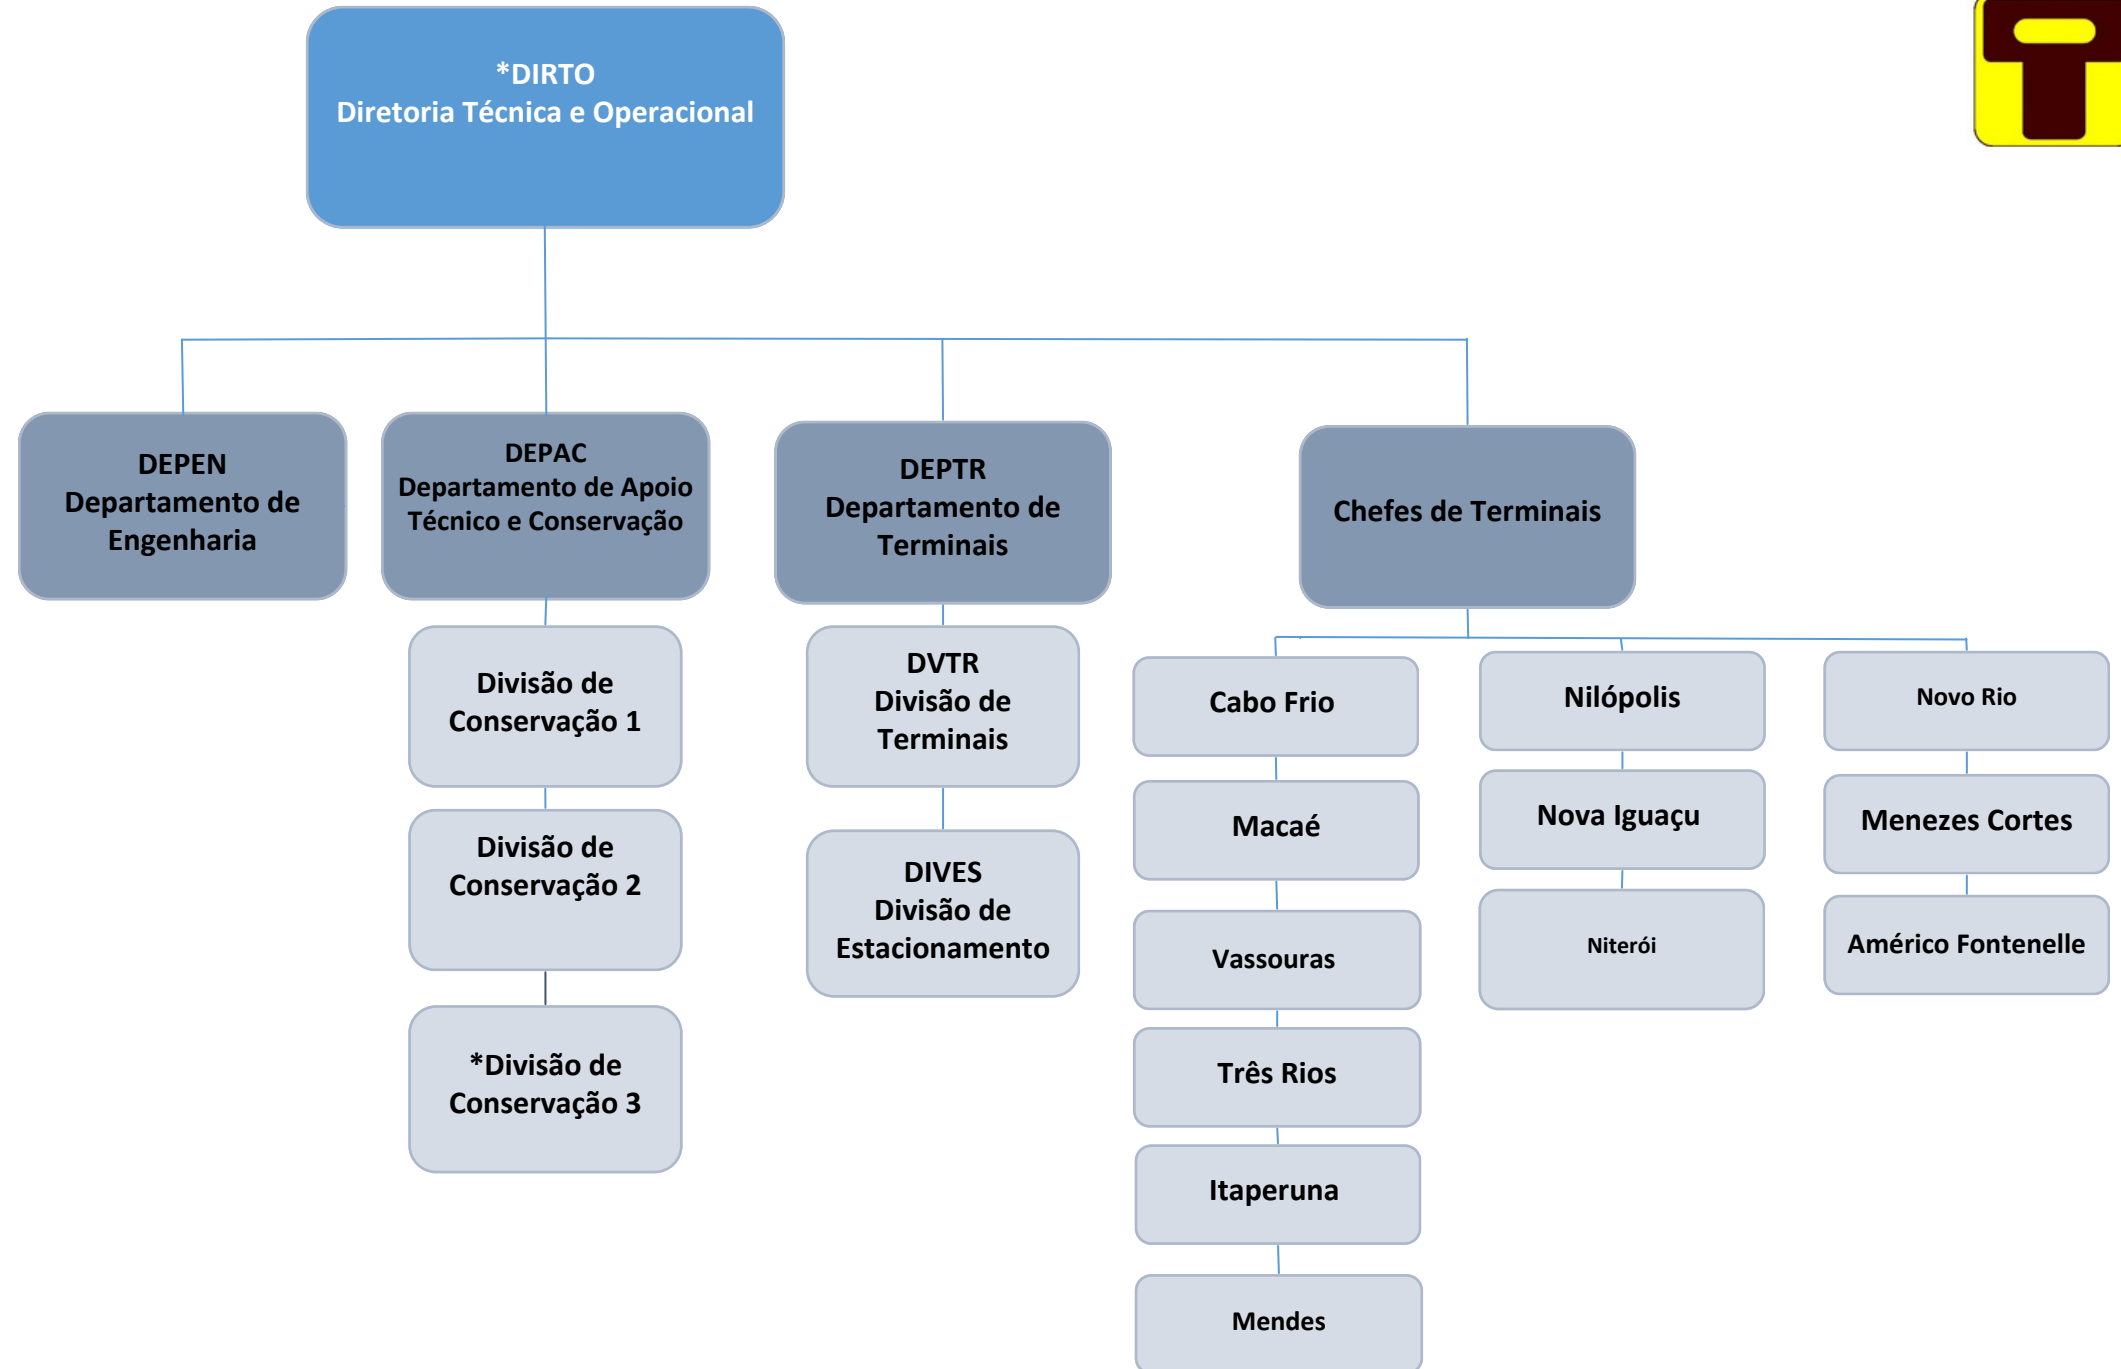 *DIRTO
Diretoria Técnica e Operacional
DEPEN
Departamento de
Engenharia
DEPAC
Departamento de Apoio
Técnico e Conservação
DEPTR
Departamento de
Terminais
Chefes de Terminais
Divisão de
Conservação 1
Divisão de
Conservação 2
*Divisão de
Conservação 3
DVTR
Divisão de
Terminais
DIVES
Divisão de
Estacionamento
Cabo Frio
Macaé
Vassouras
Três Rios
Itaperuna
Mendes
Nilópolis
Nova Iguaçu
Niterói
Novo Rio
Menezes Cortes
Américo Fontenelle